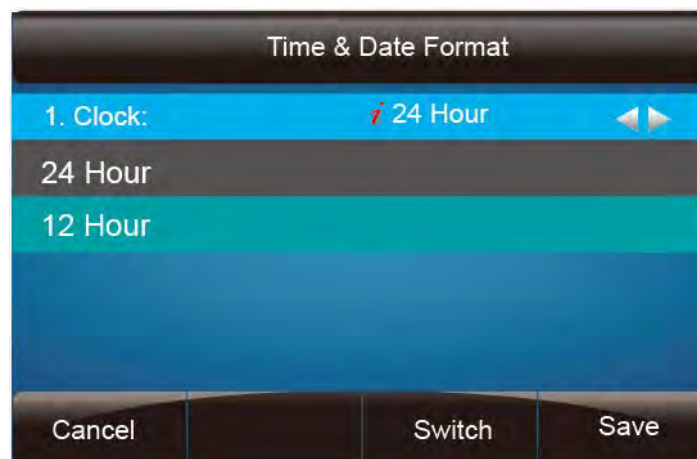 Time & Date Format
1. Clock: i 24 Hour
24 Hour
12 Hour
Cancel Switch Save